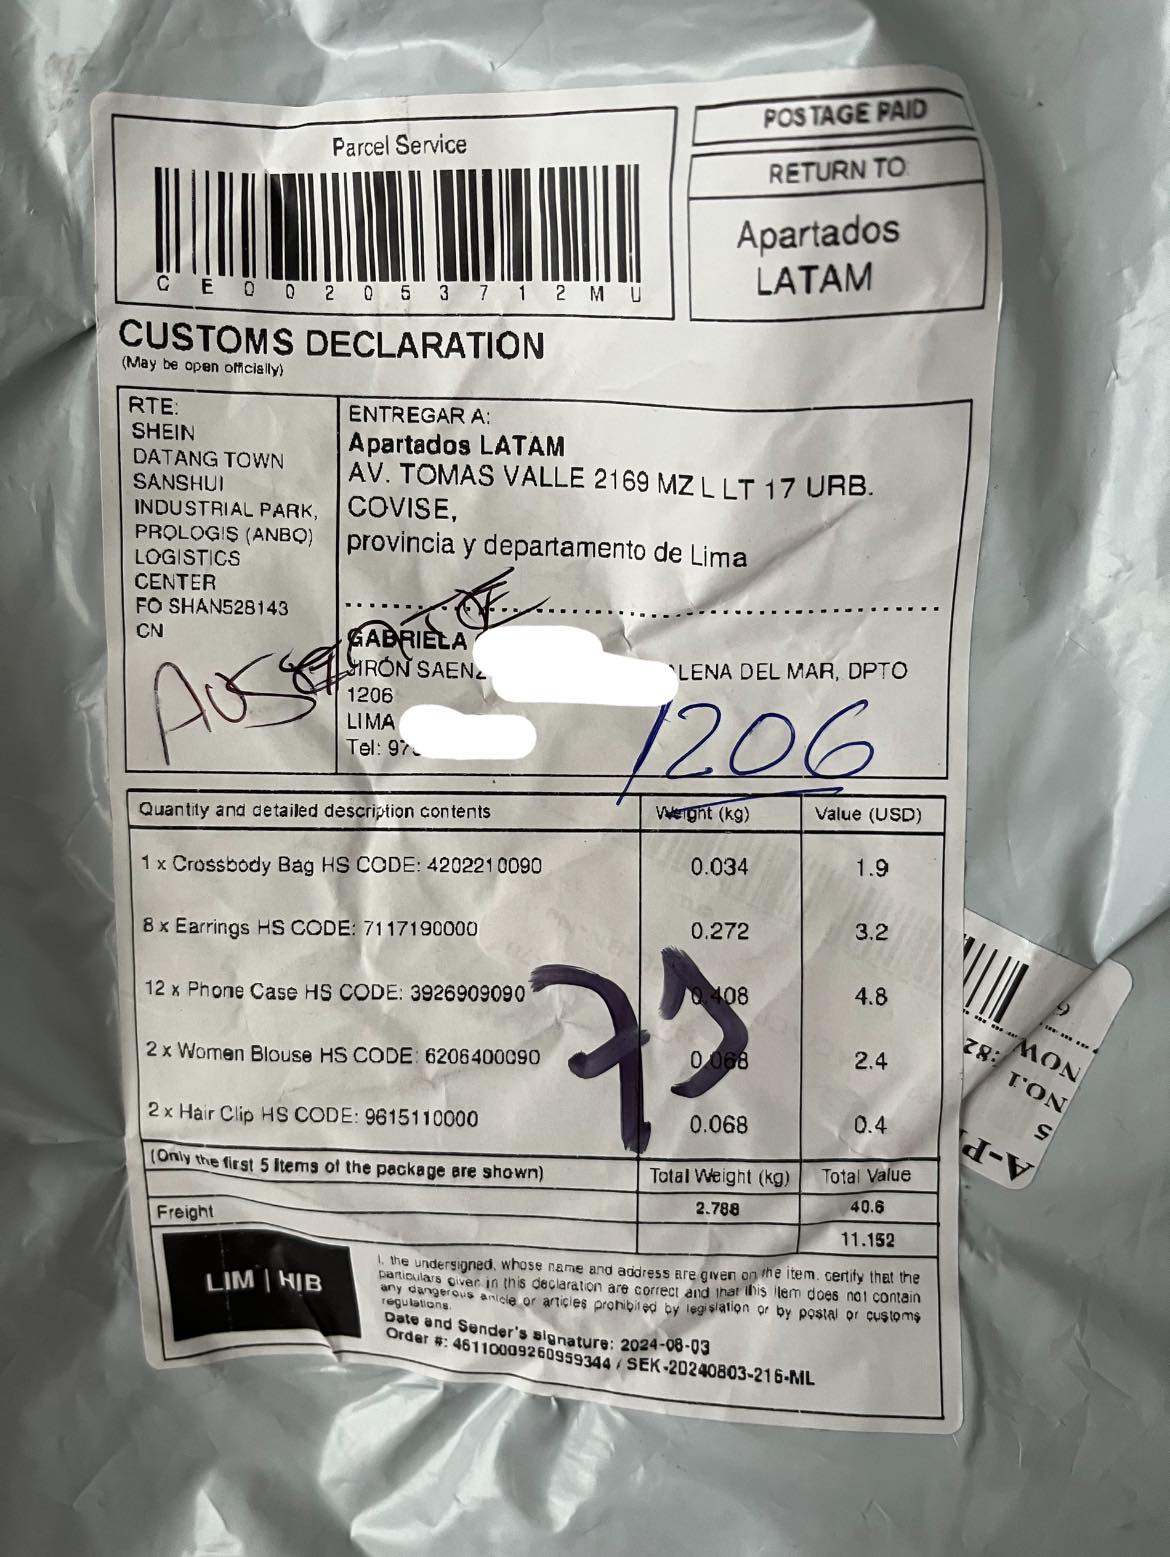 Parcel Service
CE002053712MU
POSTAGE PAID
RETURN TO
Apartados
LATAM
CUSTOMS DECLARATION
(May be open officially)
RTE:
SHEIN
DATANG TOWN
SANSHUI
INDUSTRIAL PARK,
PROLOGIS (ANBO)
LOGISTICS
CENTER
FO SHAN528143
CN
ENTREGAR A:
Apartados LATAM
AV. TOMAS VALLE 2169 MZ L LT 17 URB.
COVISE,
provincia y departamento de Lima
GABRIELA
JIRÓN SAENZ ALENA DEL MAR, DPTO
1206
LIMA
Tel: 97
1206
Quantity and detailed description contents Weight (kg) Value (USD)
1 x Crossbody Bag HS CODE: 4202210090 0.034 1.9
8 x Earrings HS CODE: 7117190000 0.272 3.2
12 x Phone Case HS CODE: 3926909090 0.408 4.8
2 x Women Blouse HS CODE: 6206400090 0.068 2.4
2 x Hair Clip HS CODE: 9615110000 0.068 0.4
73
(Only the first 5 items of the package are shown) Total Weight (kg) Total Value
2.788 40.6
Freight 11.152
LIM | HIB
I, the undersigned, whose name and address are given on the item, certify that the
particulars given in this declaration are correct and that this item does not contain
any dangerous article or articles prohibited by legislation or by postal or customs
regulations.
Date and Sender's signature: 2024-08-03
Order #: 46110009260959344 / SEK-20240803-216-ML
NOW
NO.1
5